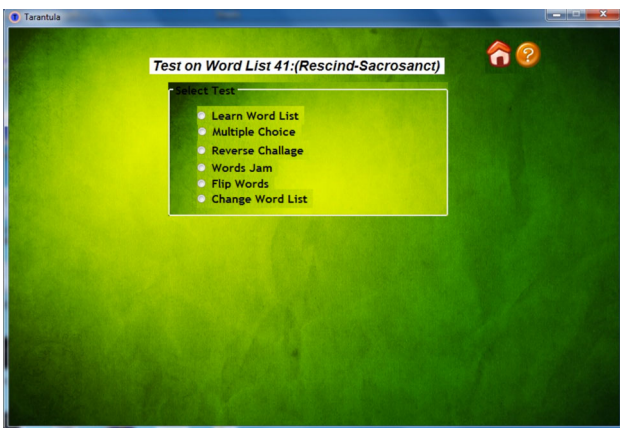 Tarantula
Test on Word List 41:(Rescind-Sacrosanct)
Select Test
Learn Word List
Multiple Choice
Reverse Challage
Words Jam
Flip Words
Change Word List
?